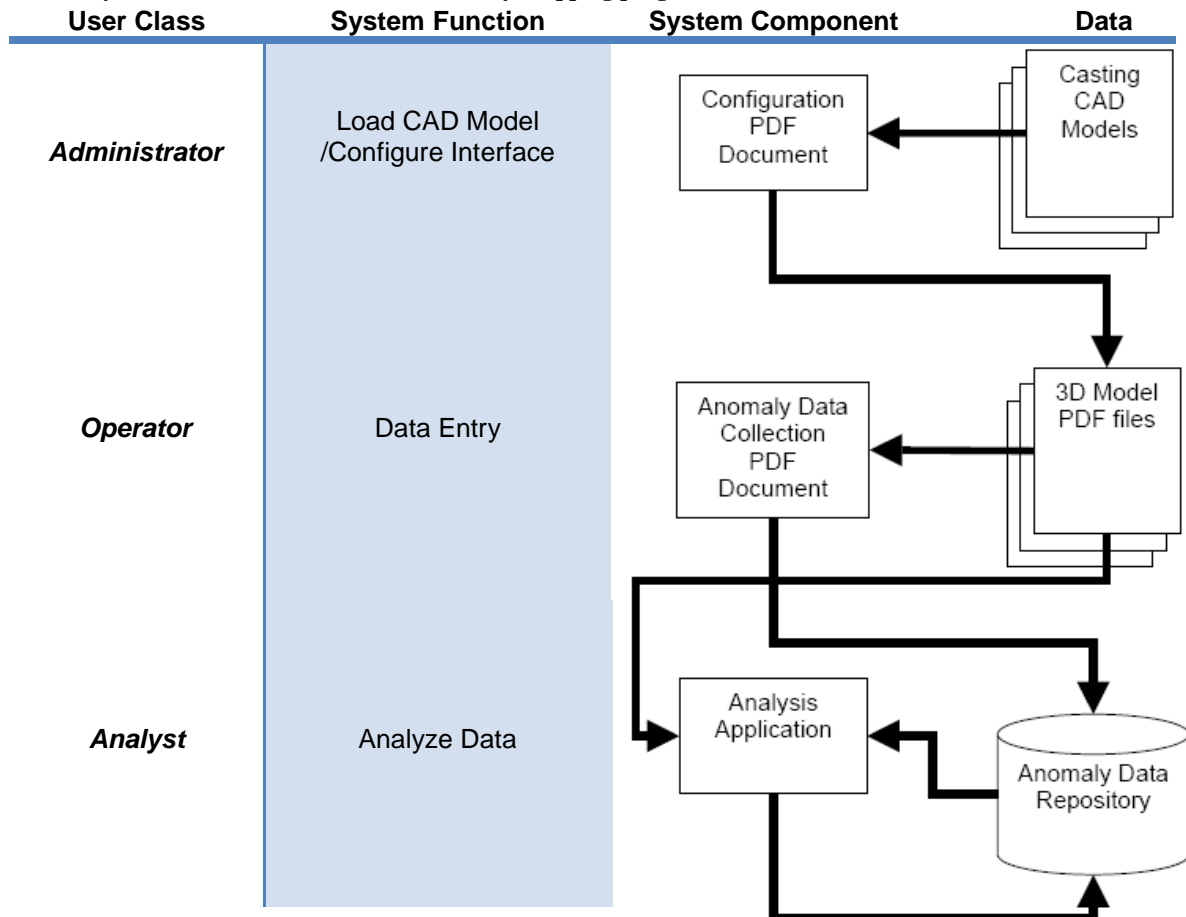 User Class System Function System Component Data
Administrator
Load CAD Model
/Configure Interface
Configuration
PDF
Document
Casting
CAD
Models
Operator
Data Entry
Anomaly Data
Collection
PDF
Document
3D Model
PDF files
Analyst
Analyze Data
Analysis
Application
Anomaly Data
Repository